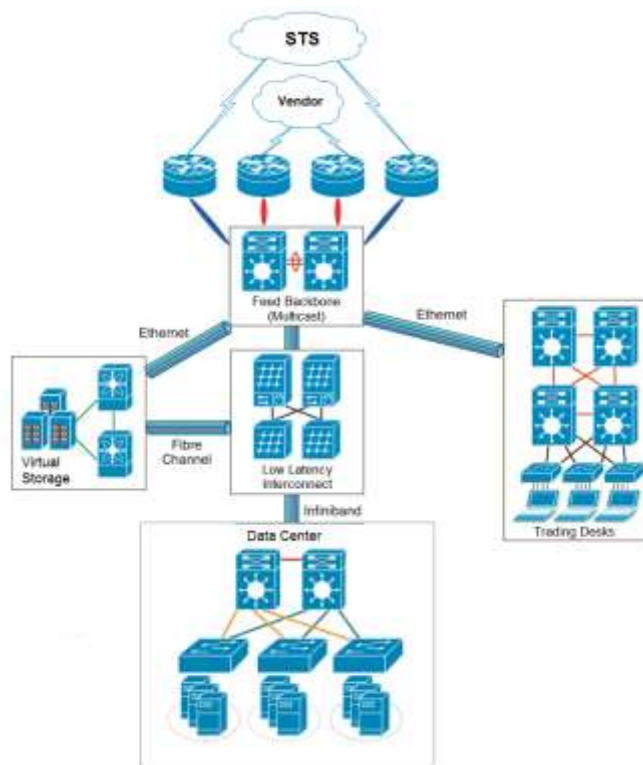 STS
Vendor
Feed Backbone
(Multicast)
Ethernet
Ethernet
Virtual
Storage
Fibre
Channel
Low Latency
Interconnect
Trading Desks
Infiniband
Data Center